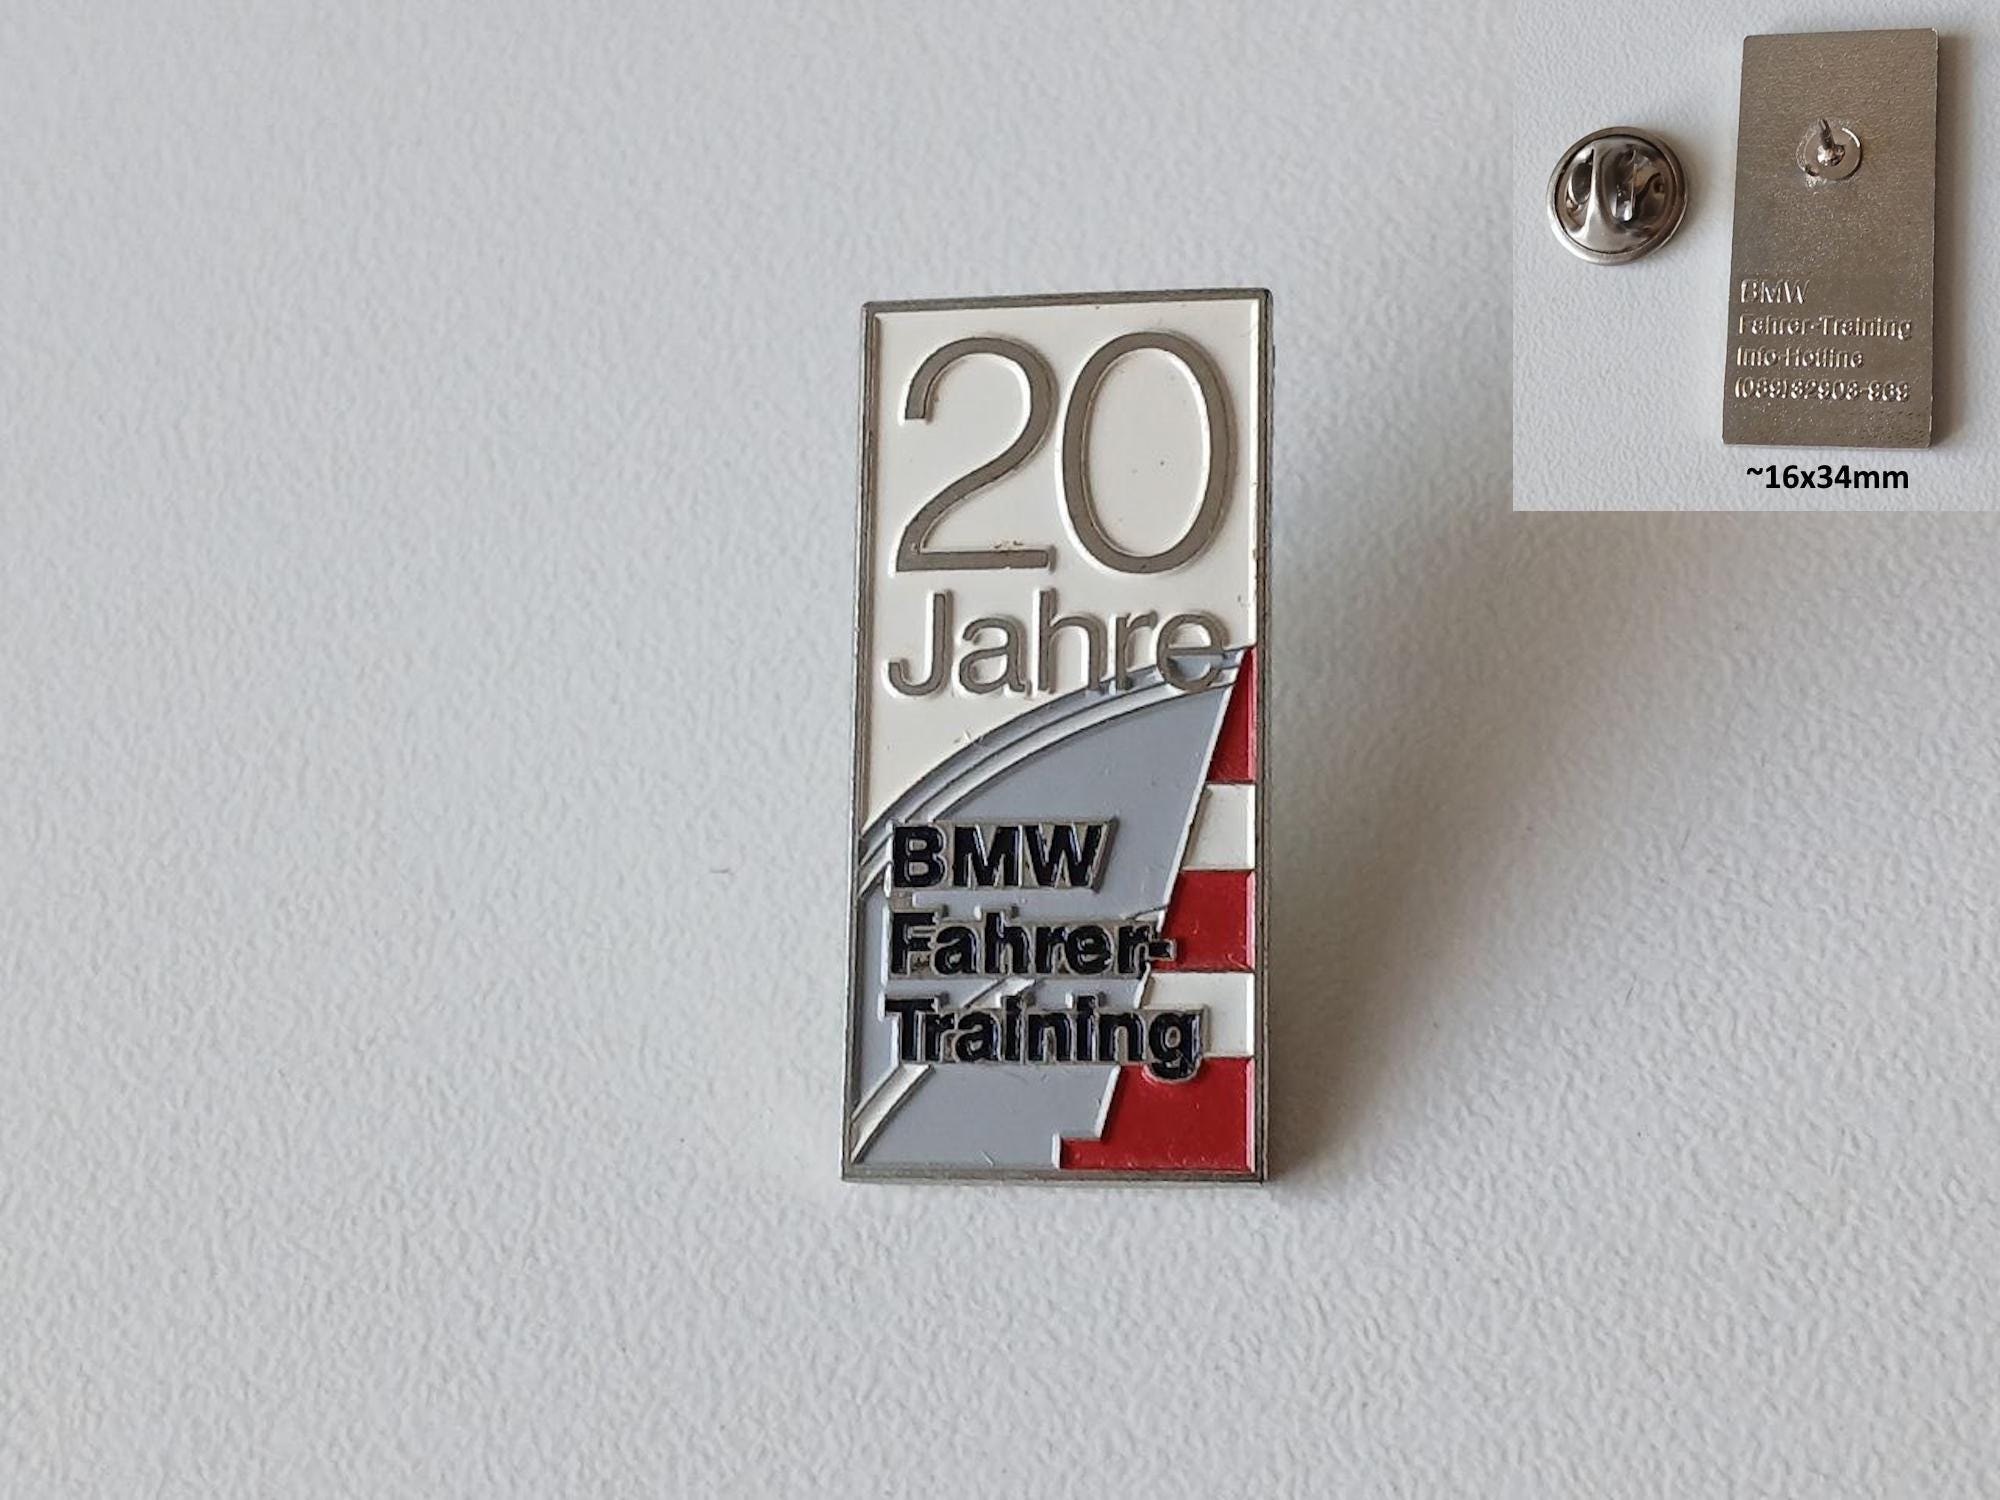 20
Jahre
BMW
Fahrer-
Training
BMW
Fahrer-Training
Info-Hotline
~16x34mm